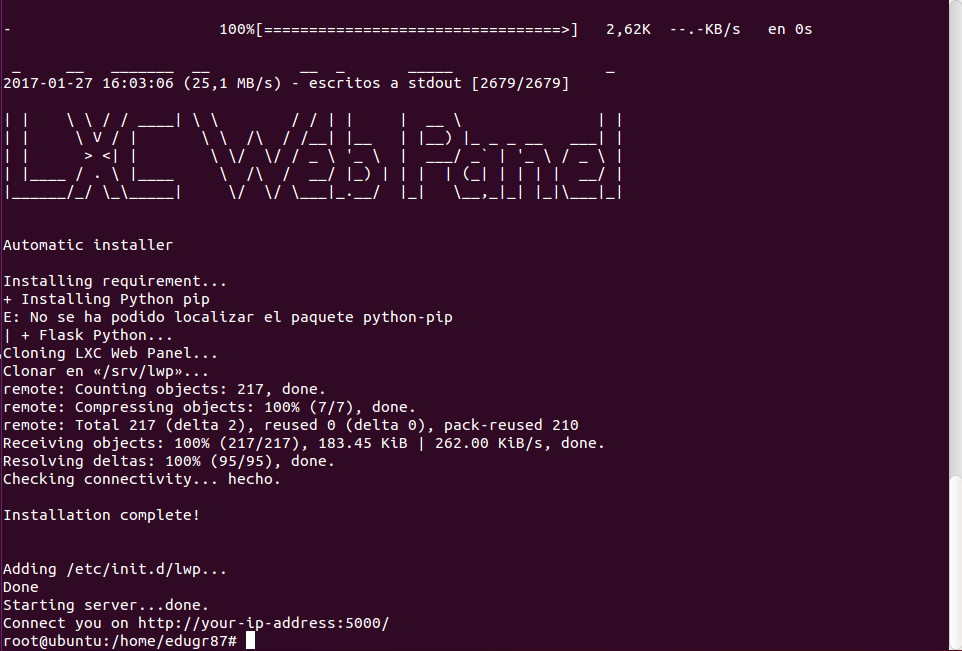 - 100%[=================================>] 2,62K --.-KB/s en 0s
2017-01-27 16:03:06 (25,1 MB/s) - escritos a stdout [2679/2679]
LXC Web Panel
Automatic installer
Installing requirement...
+ Installing Python pip
E: No se ha podido localizar el paquete python-pip
| + Flask Python...
Cloning LXC Web Panel...
Clonar en «/srv/lwp»...
remote: Counting objects: 217, done.
remote: Compressing objects: 100% (7/7), done.
remote: Total 217 (delta 2), reused 0 (delta 0), pack-reused 210
Receiving objects: 100% (217/217), 183.45 KiB | 262.00 KiB/s, done.
Resolving deltas: 100% (95/95), done.
Checking connectivity... hecho.
Installation complete!
Adding /etc/init.d/lwp...
Done
Starting server...done.
Connect you on http://your-ip-address:5000/
root@ubuntu:/home/edugr87#